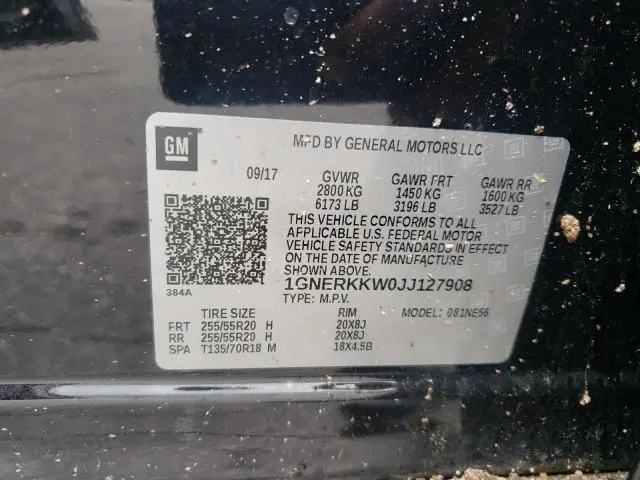 GM
MFD BY GENERAL MOTORS LLC
09/17 GVWR GAWR FRT GAWR RR
2800 KG 1450 KG 1600 KG
6173 LB 3196 LB 3527 LB
THIS VEHICLE CONFORMS TO ALL
APPLICABLE U.S. FEDERAL MOTOR
VEHICLE SAFETY STANDARDS IN EFFECT
ON THE DATE OF MANUFACTURE
SHOWN ABOVE.
384A
1GNERKKW0JJ127908
TYPE: M.P.V. MODEL: 081NE56
TIRE SIZE RIM
FRT 255/55R20 H 20X8J
RR 255/55R20 H 20X8J
SPA T135/70R18 M 18X4.5B